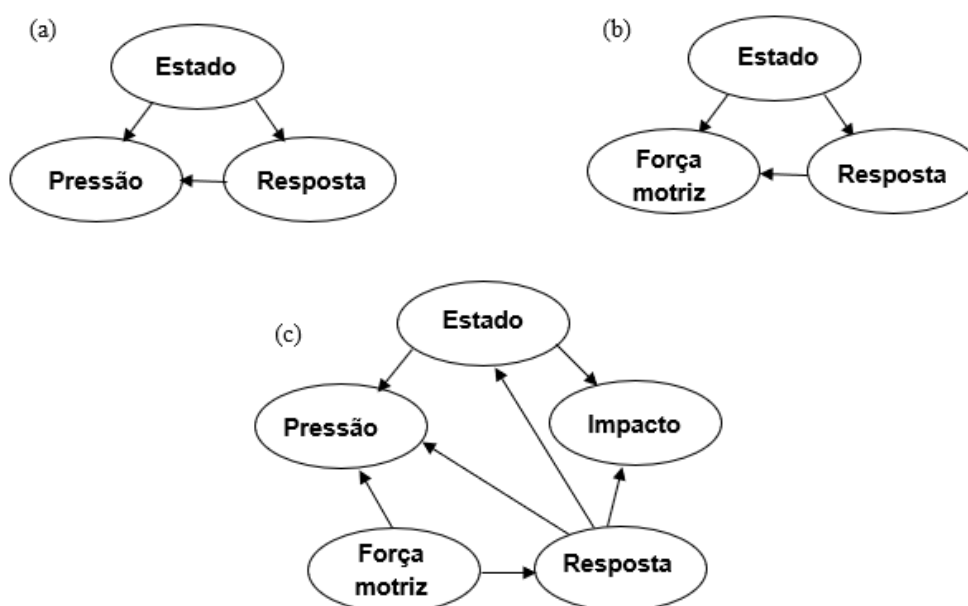 (a)
Estado
Pressão
Resposta
(b)
Estado
Força
motriz
Resposta
(c)
Estado
Pressão
Impacto
Força
motriz
Resposta